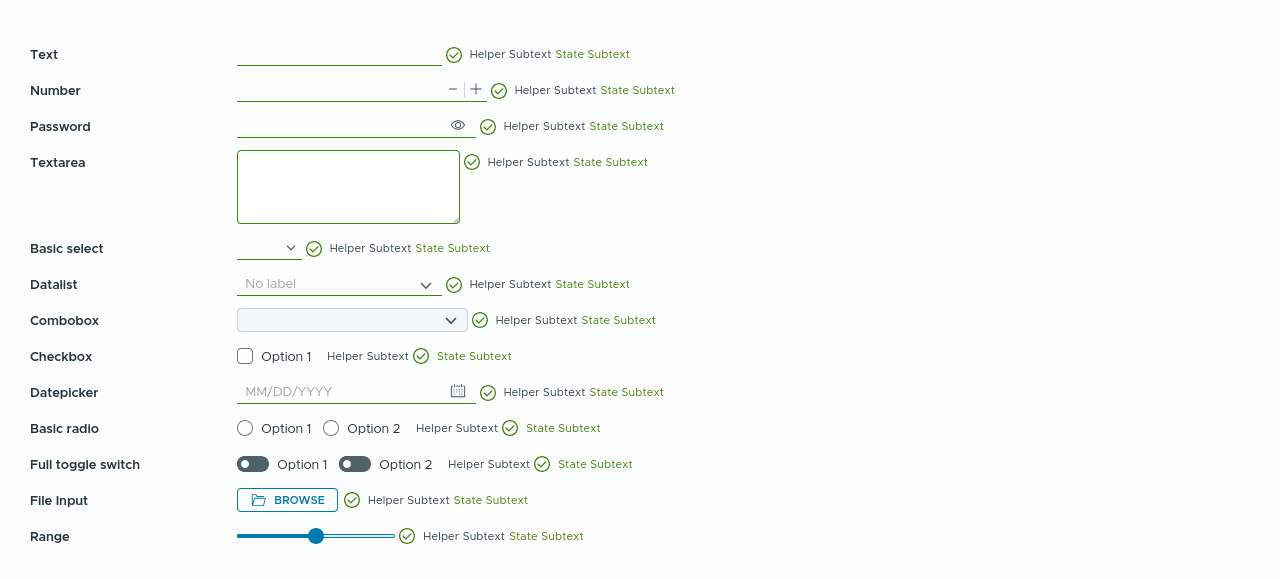 Text Helper Subtext State Subtext
Number Helper Subtext State Subtext
Password Helper Subtext State Subtext
Textarea Helper Subtext State Subtext
Basic select Helper Subtext State Subtext
Datalist No label Helper Subtext State Subtext
Combobox Helper Subtext State Subtext
Checkbox Option 1 Helper Subtext State Subtext
Datepicker MM/DD/YYYY Helper Subtext State Subtext
Basic radio Option 1 Option 2 Helper Subtext State Subtext
Full toggle switch Option 1 Option 2 Helper Subtext State Subtext
File Input BROWSE Helper Subtext State Subtext
Range Helper Subtext State Subtext